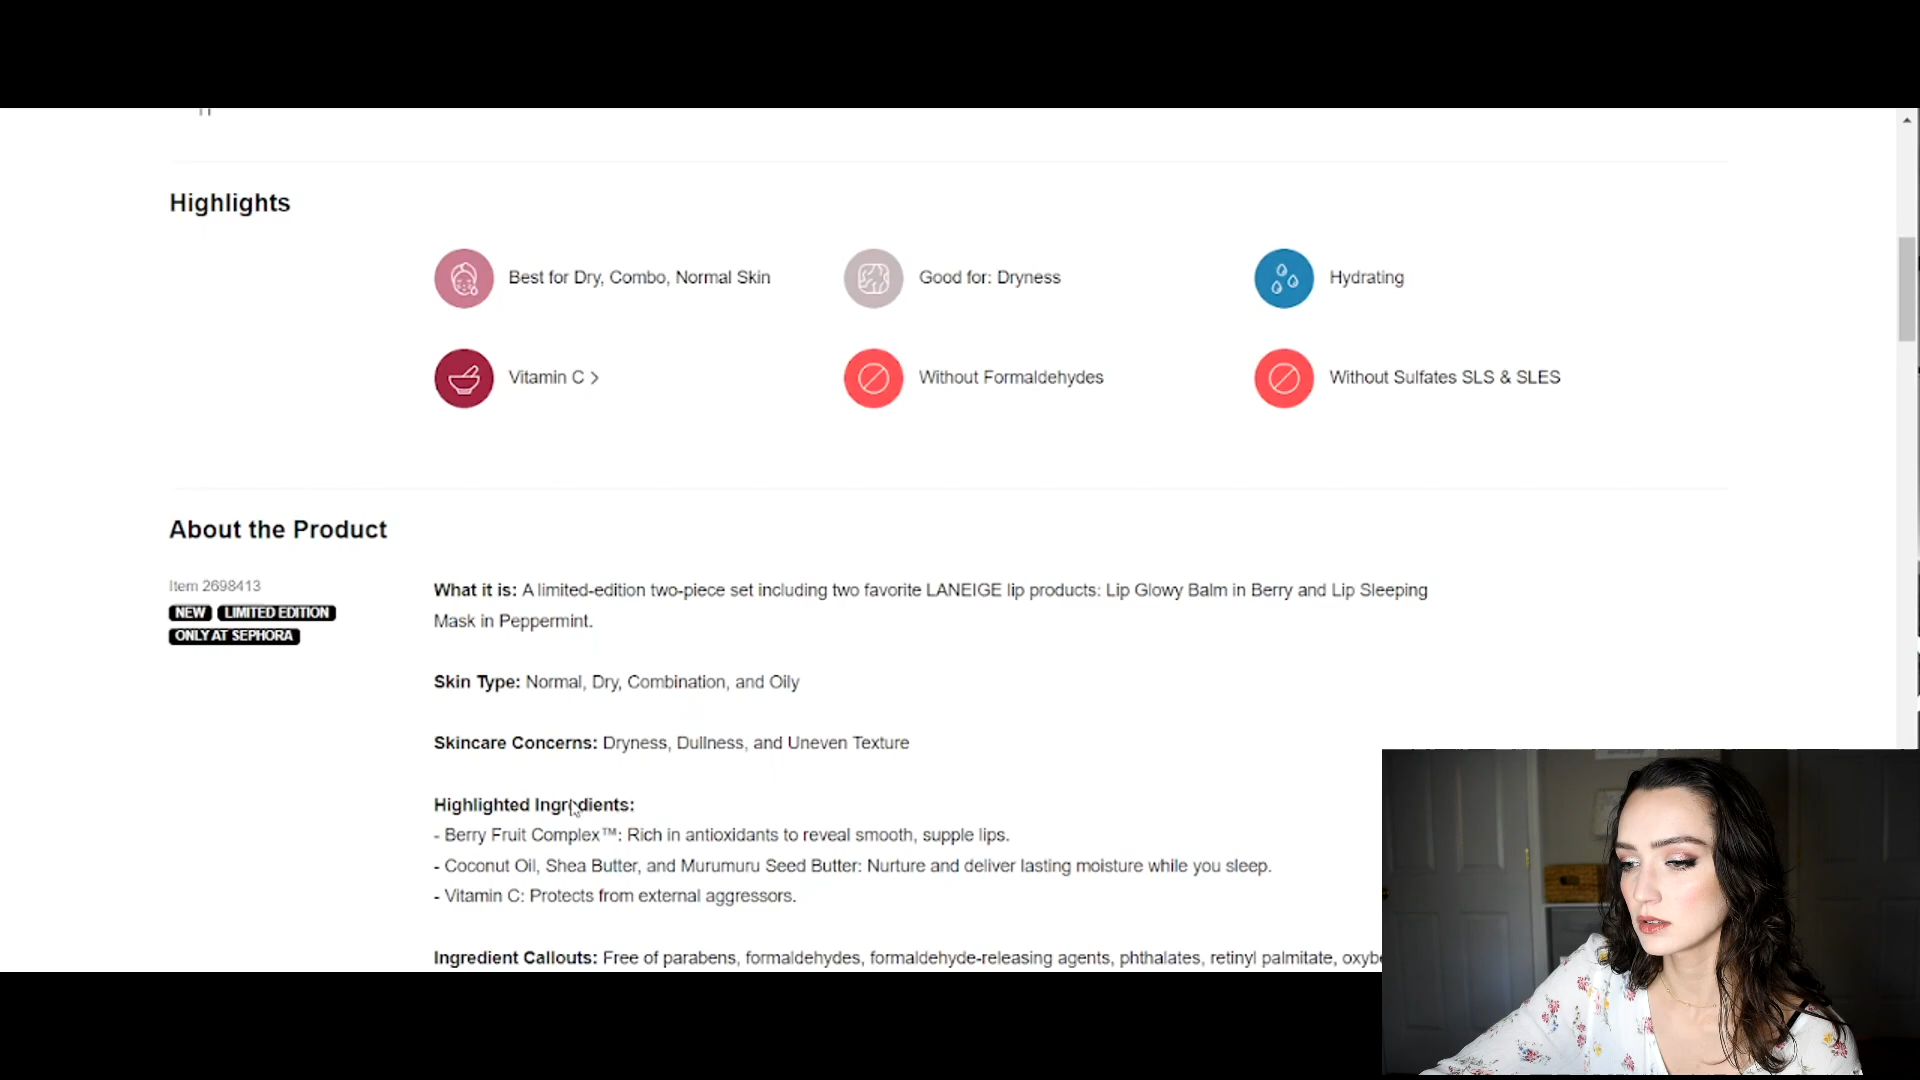 Highlights
Best for Dry, Combo, Normal Skin
Good for: Dryness
Hydrating
Vitamin C >
Without Formaldehydes
Without Sulfates SLS & SLES
About the Product
Item 2698413
NEW LIMITED EDITION
ONLY AT SEPHORA
What it is: A limited-edition two-piece set including two favorite LANEIGE lip products: Lip Glowy Balm in Berry and Lip Sleeping
Mask in Peppermint.
Skin Type: Normal, Dry, Combination, and Oily
Skincare Concerns: Dryness, Dullness, and Uneven Texture
Highlighted Ingredients:
- Berry Fruit Complex™: Rich in antioxidants to reveal smooth, supple lips.
- Coconut Oil, Shea Butter, and Murumuru Seed Butter: Nurture and deliver lasting moisture while you sleep.
- Vitamin C: Protects from external aggressors.
Ingredient Callouts: Free of parabens, formaldehydes, formaldehyde-releasing agents, phthalates, retinyl palmitate,